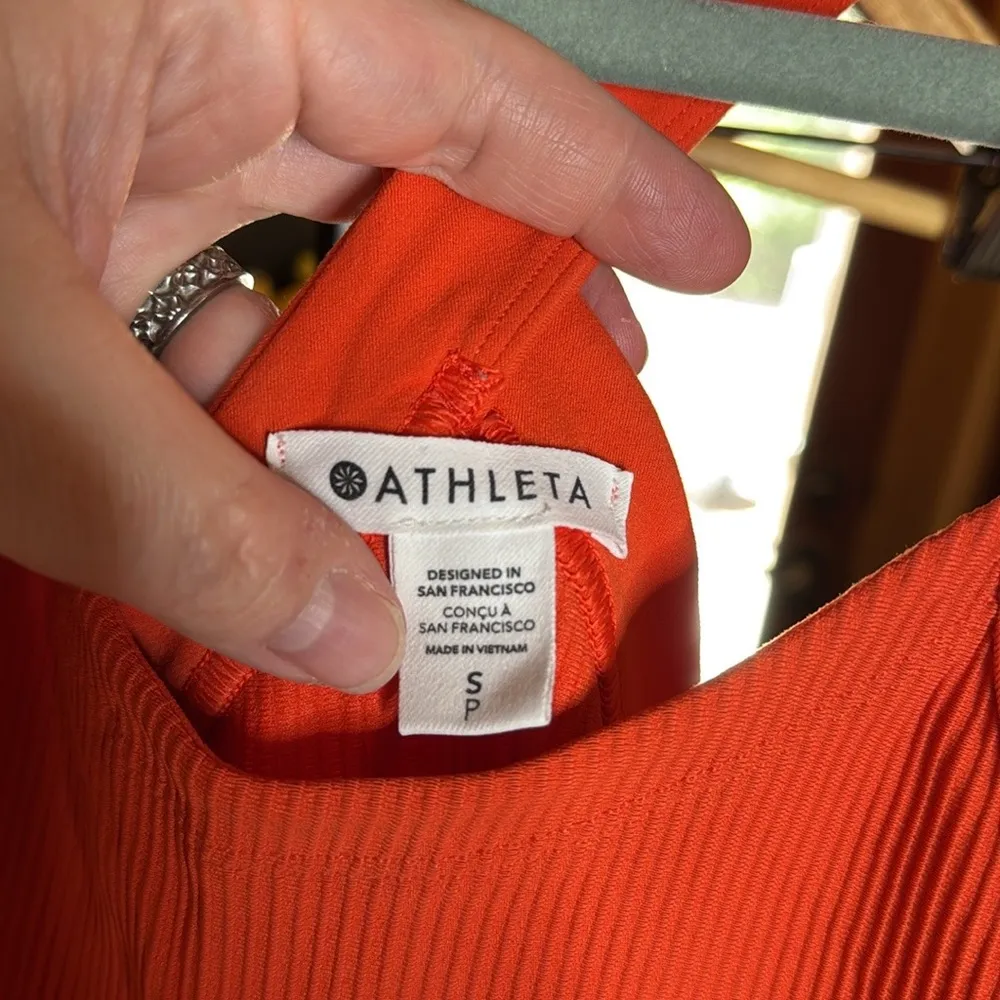 ATHLETA
DESIGNED IN
SAN FRANCISCO
CONÇU À
SAN FRANCISCO
MADE IN VIETNAM
S
P